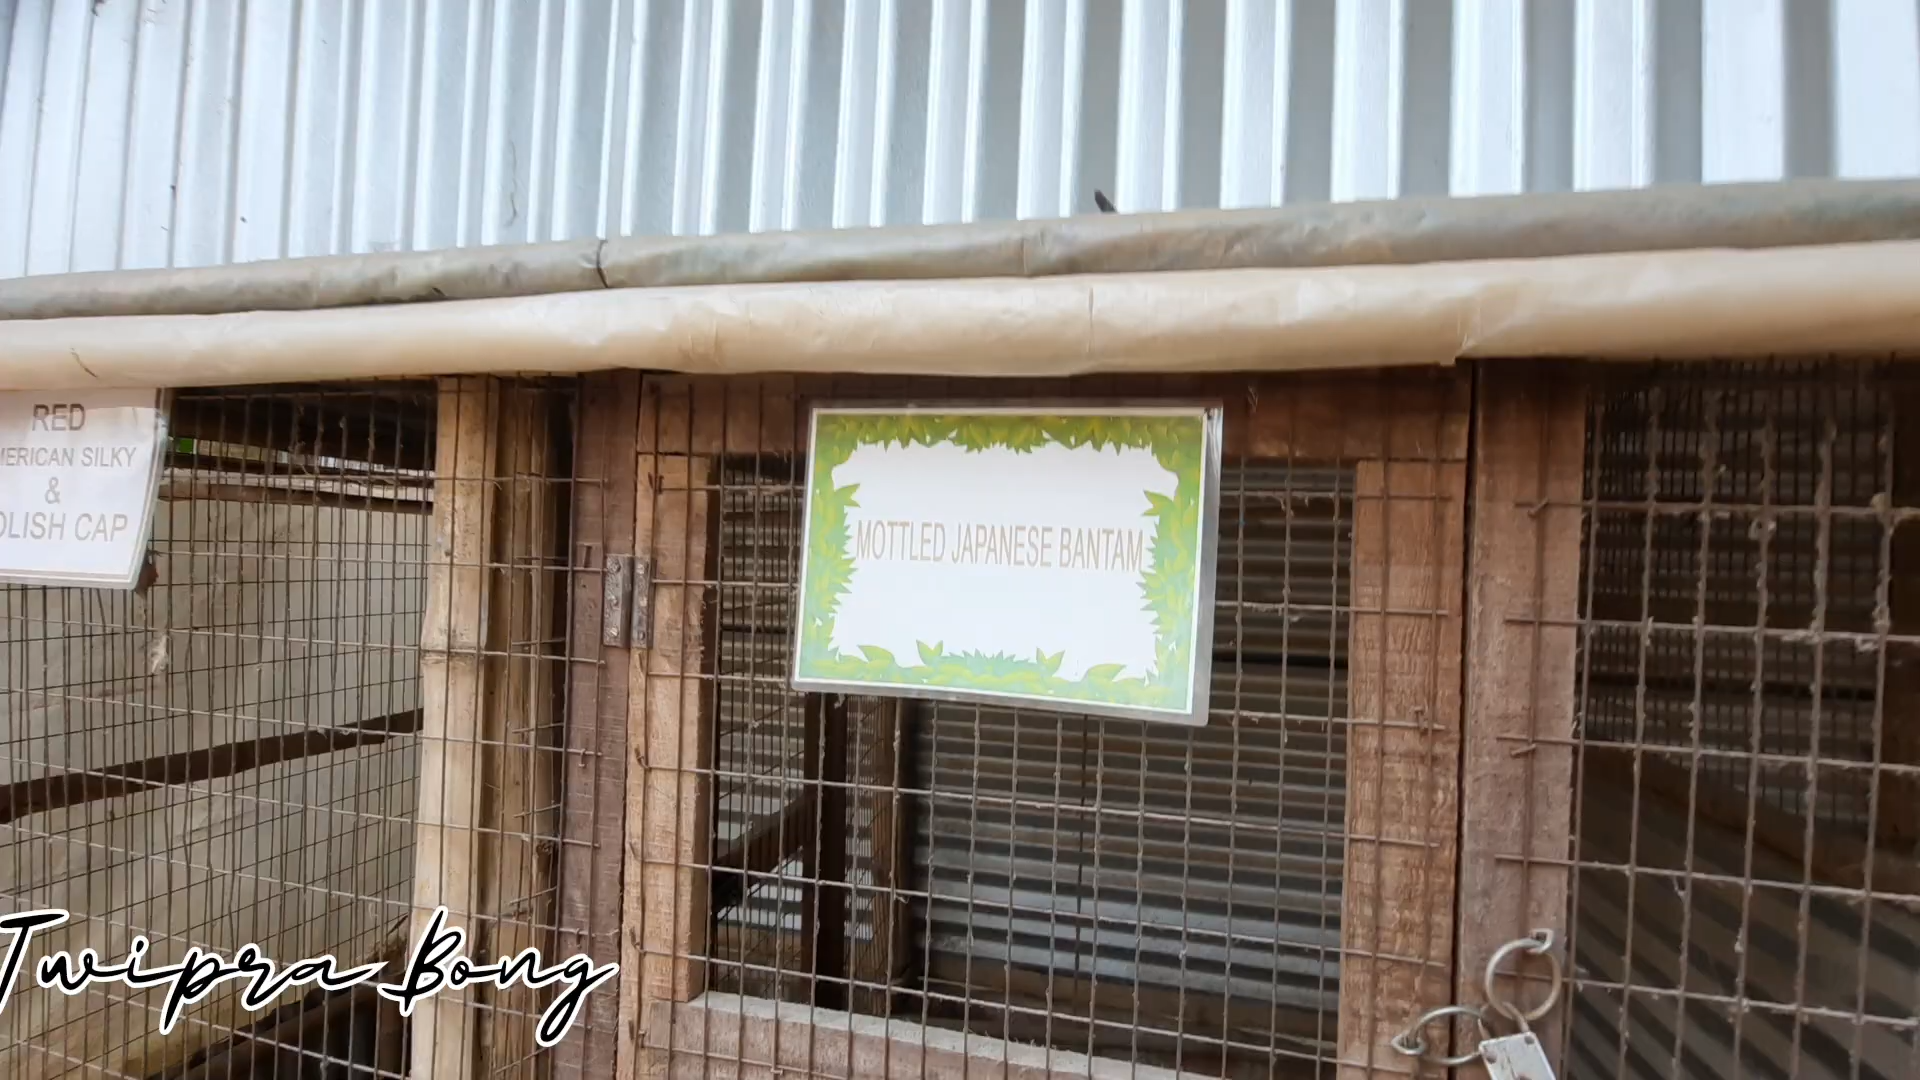 RED
MERICAN SILKY
&
OLISH CAP
MOTTLED JAPANESE BANTAM
Twipra Bong